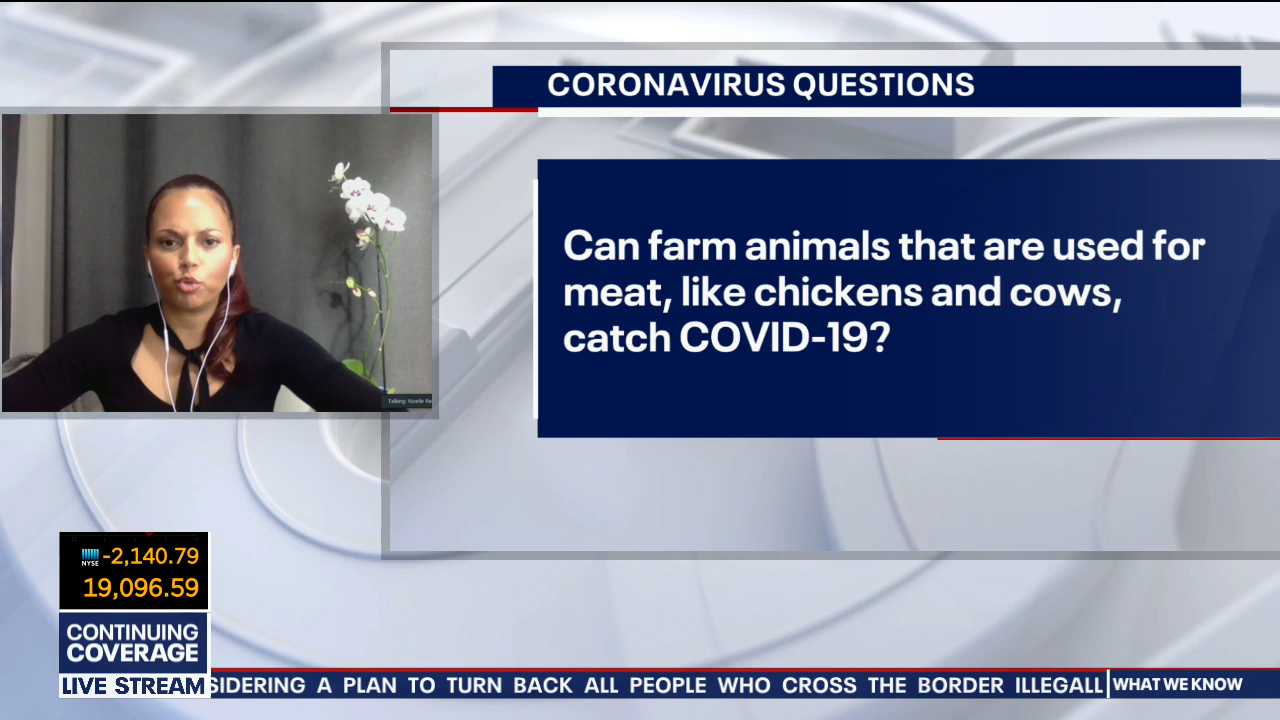 CORONAVIRUS QUESTIONS
Can farm animals that are used for
meat, like chickens and cows,
catch COVID-19?
Talking: Noelle
NYSE
-2,140.79
19,096.59
CONTINUING
COVERAGE
LIVE STREAM
SIDERING A PLAN TO TURN BACK ALL PEOPLE WHO CROSS THE BORDER ILLEGALL
WHAT WE KNOW